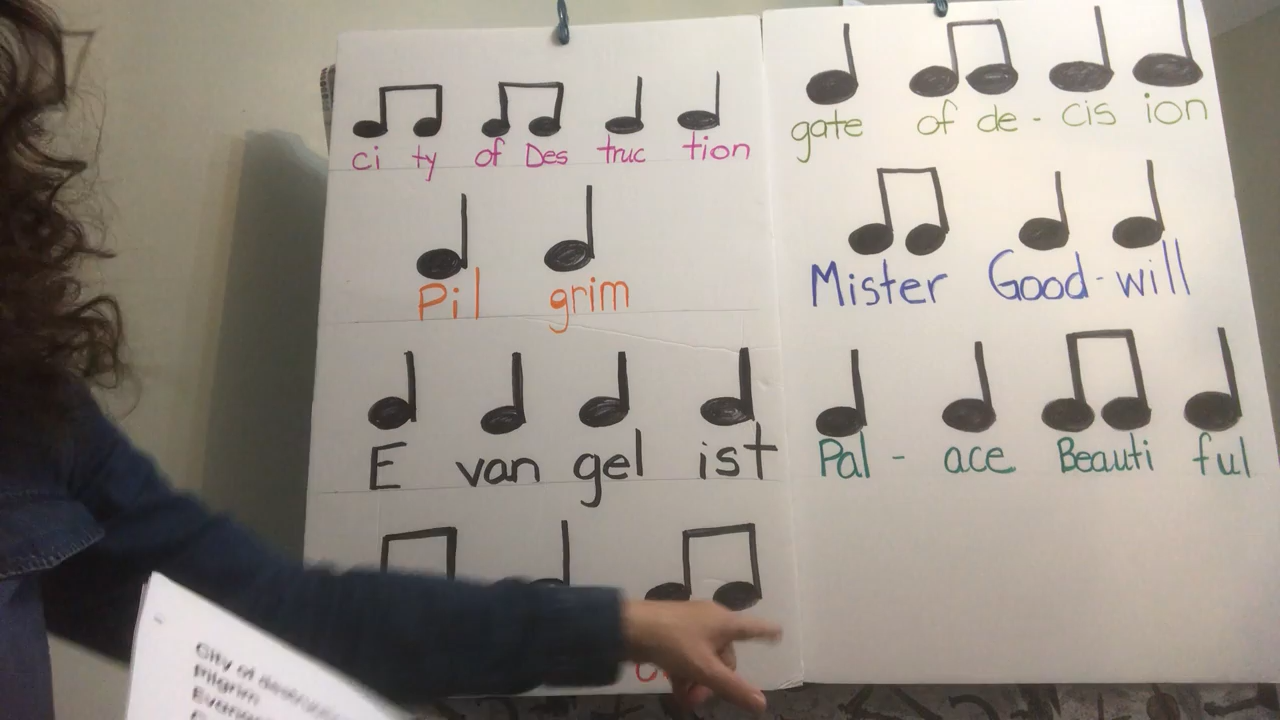 ci ty of Des truc tion
Pil grim
E van gel ist
gate of de - cis ion
Mister Good-will
Pal - ace Beauti ful
City of
Pilgrim